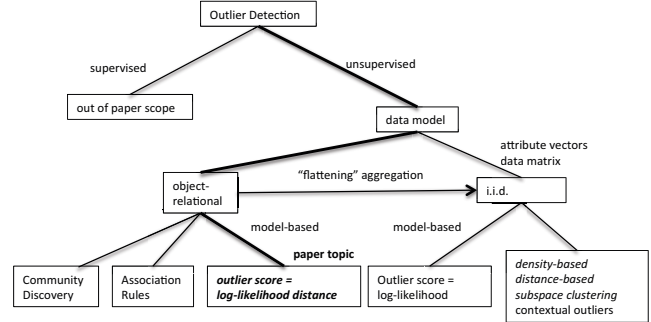 Outlier Detection
supervised
unsupervised
out of paper scope
data model
attribute vectors
data matrix
"flattening" aggregation
object-
relational
i.i.d.
model-based
model-based
paper topic
Community
Discovery
Association
Rules
outlier score =
log-likelihood distance
Outlier score =
log-likelihood
density-based
distance-based
subspace clustering
contextual outliers